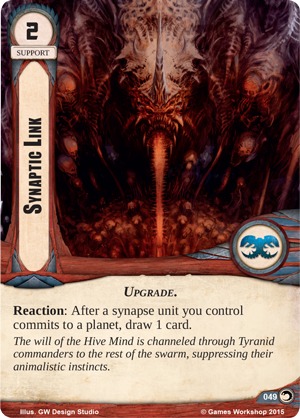 2
SUPPORT
SYNAPTIC LINK
UPGRADE.
Reaction: After a synapse unit you control
commits to a planet, draw 1 card.
The will of the Hive Mind is channeled through Tyranid
commanders to the rest of the swarm, suppressing their
animalistic instincts.
049
Illus. GW Design Studio
© Games Workshop 2015